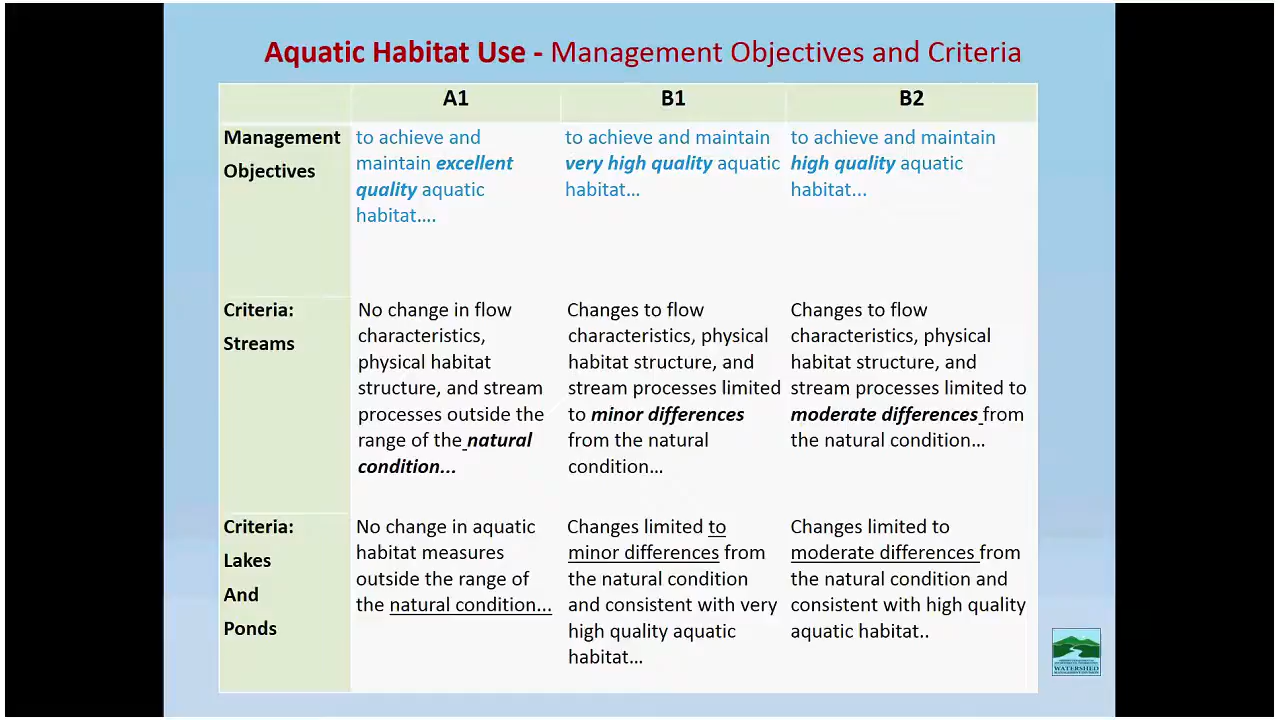 Aquatic Habitat Use - Management Objectives and Criteria
A1
B1
B2
Management
Objectives
to achieve and
maintain excellent
quality aquatic
habitat....
to achieve and maintain
very high quality aquatic
habitat...
to achieve and maintain
high quality aquatic
habitat...
Criteria:
Streams
No change in flow
characteristics,
physical habitat
structure, and stream
processes outside the
range of the natural
condition...
Changes to flow
characteristics, physical
habitat structure, and
stream processes limited
to minor differences
from the natural
condition...
Changes to flow
characteristics, physical
habitat structure, and
stream processes limited to
moderate differences from
the natural condition...
Criteria:
Lakes
And
Ponds
No change in aquatic
habitat measures
outside the range of
the natural condition...
Changes limited to
minor differences from
the natural condition
and consistent with very
high quality aquatic
habitat...
Changes limited to
moderate differences from
the natural condition and
consistent with high quality
aquatic habitat..
WATERSHED